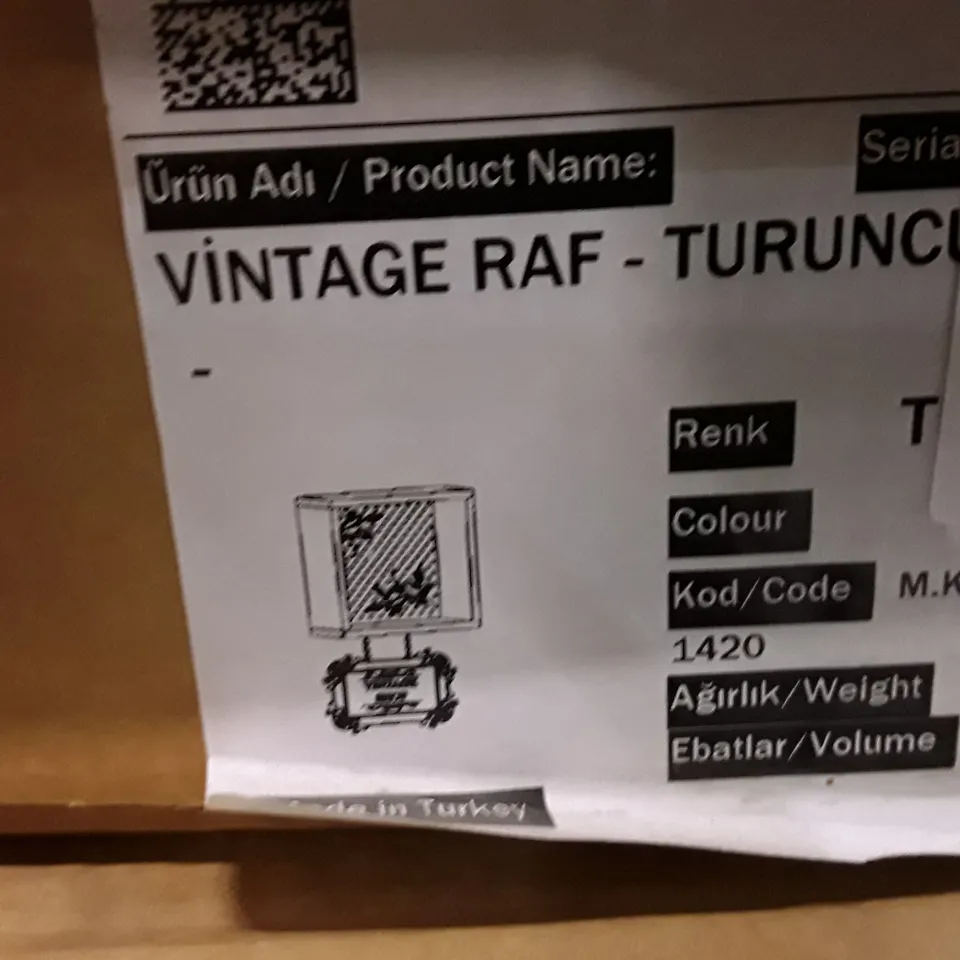 Ürün Adı / Product Name:
Seria
VİNTAGE RAF - TURUNCU
-
Renk
T
Colour
Kod/Code
M.K
1420
Ağırlık/Weight
Ebatlar/Volume
Made in Turkey